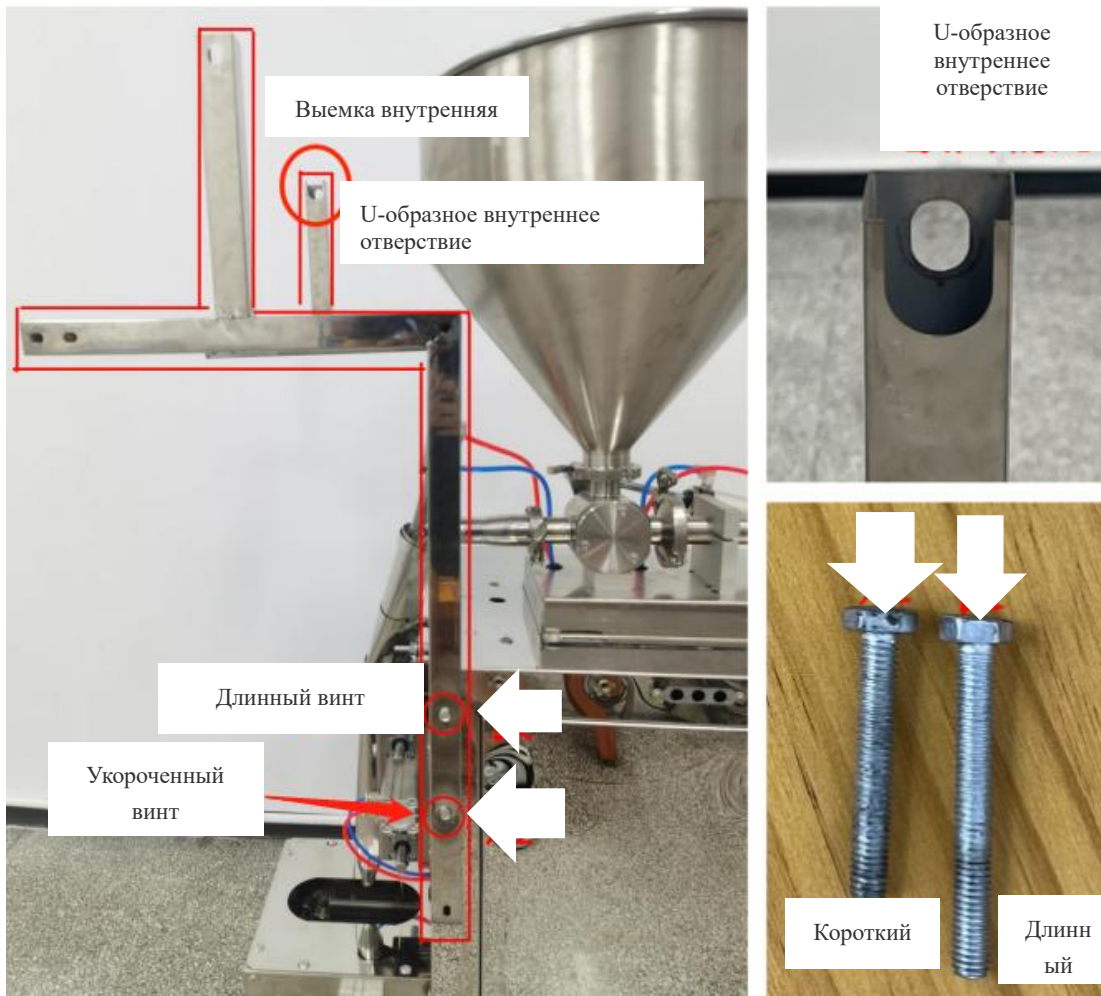 Выемка внутренняя
U-образное внутреннее
отверстие
Длинный винт
Укороченный
винт
U-образное
внутреннее
отверстие
Короткий
Длинн
ый